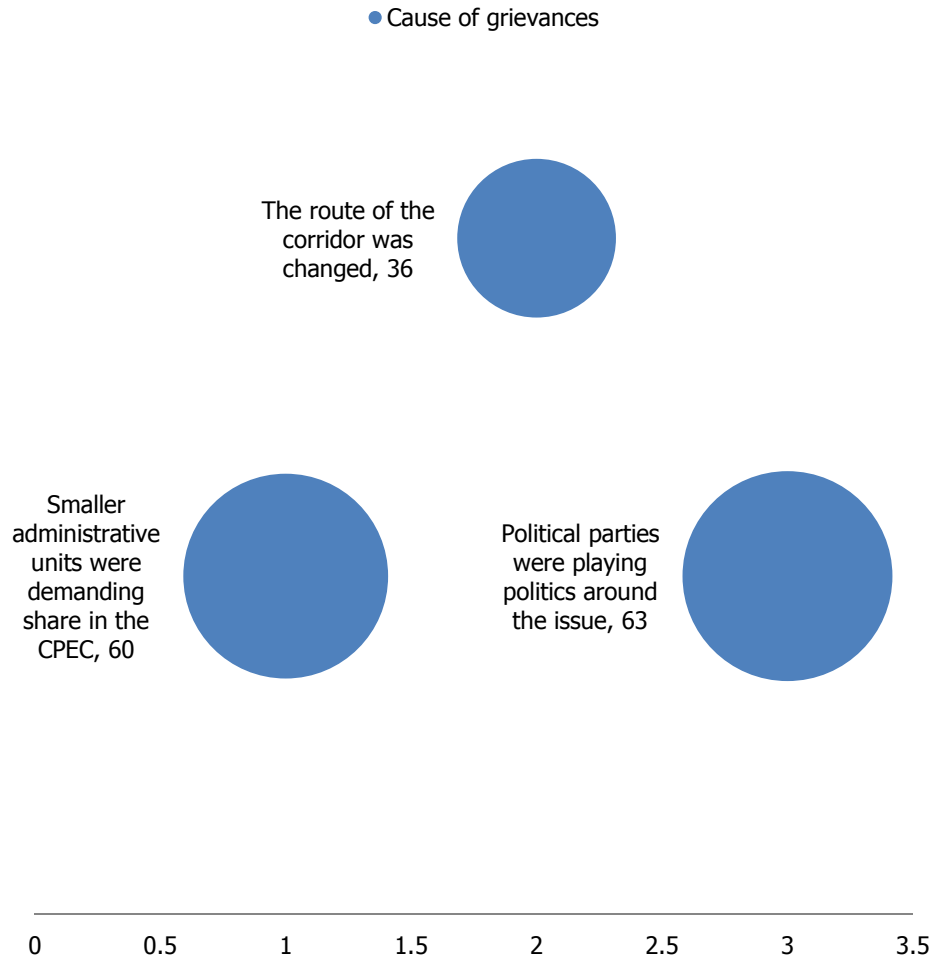 Cause of grievances
The route of the
corridor was
changed, 36
Smaller
administrative
units were
demanding
share in the
CPEC, 60
Political parties
were playing
politics around
the issue, 63
0 0.5 1 1.5 2 2.5 3 3.5